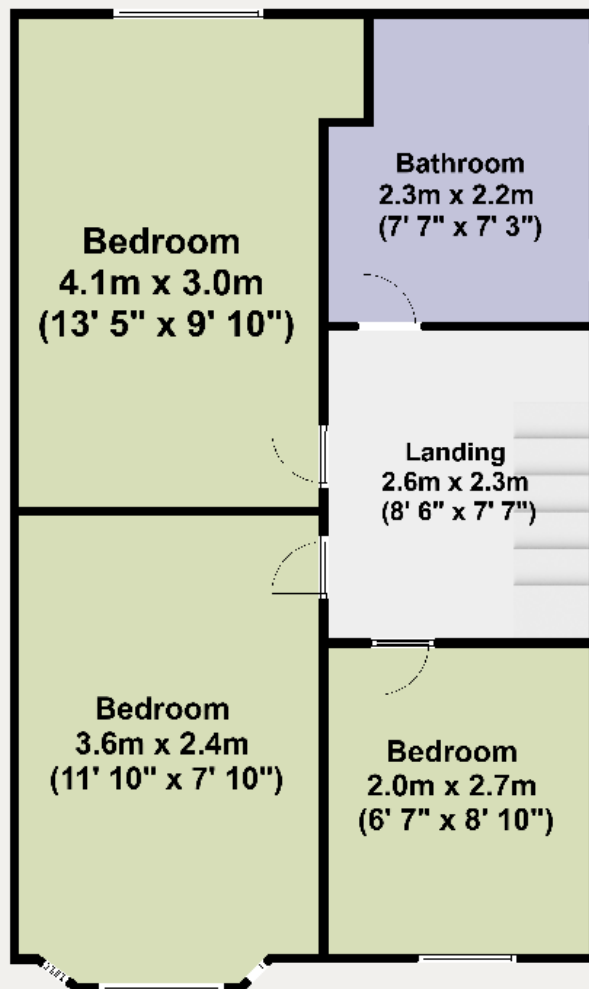 Bathroom
2.3m x 2.2m
(7' 7" x 7' 3")
Bedroom
4.1m x 3.0m
(13' 5" x 9' 10")
Landing
2.6m x 2.3m
(8' 6" x 7' 7")
Bedroom
3.6m x 2.4m
(11' 10" x 7' 10")
Bedroom
2.0m x 2.7m
(6' 7" x 8' 10")